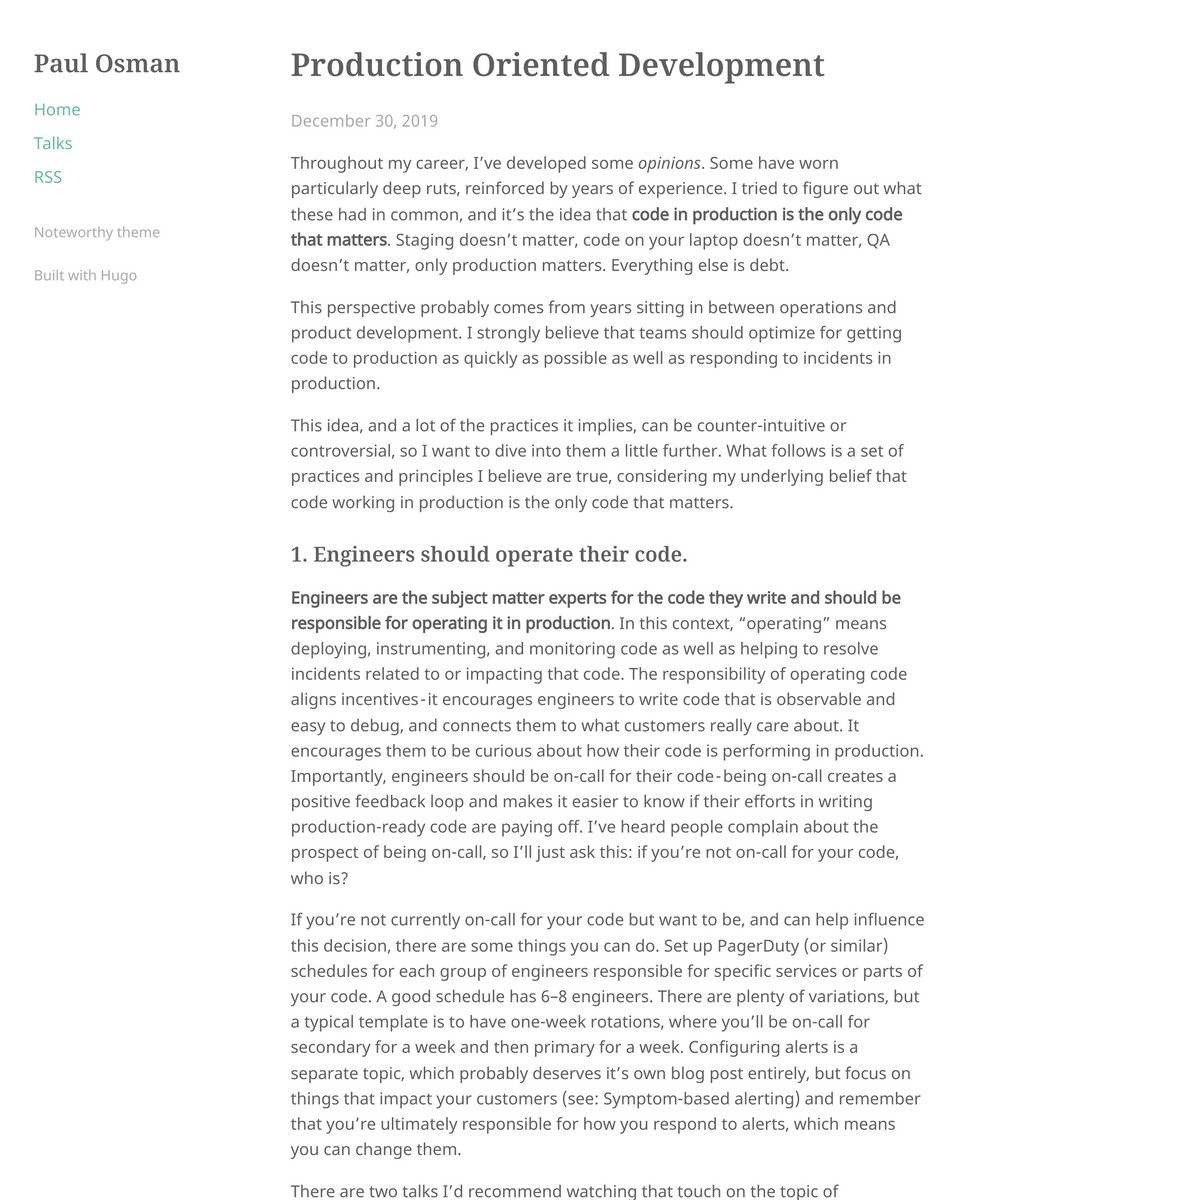 Paul Osman
Home
Talks
RSS
Noteworthy theme
Built with Hugo
Production Oriented Development
December 30, 2019
Throughout my career, I’ve developed some opinions. Some have worn
particularly deep ruts, reinforced by years of experience. I tried to figure out what
these had in common, and it’s the idea that code in production is the only code
that matters. Staging doesn’t matter, code on your laptop doesn’t matter, QA
doesn’t matter, only production matters. Everything else is debt.
This perspective probably comes from years sitting in between operations and
product development. I strongly believe that teams should optimize for getting
code to production as quickly as possible as well as responding to incidents in
production.
This idea, and a lot of the practices it implies, can be counter-intuitive or
controversial, so I want to dive into them a little further. What follows is a set of
practices and principles I believe are true, considering my underlying belief that
code working in production is the only code that matters.
1. Engineers should operate their code.
Engineers are the subject matter experts for the code they write and should be
responsible for operating it in production. In this context, “operating” means
deploying, instrumenting, and monitoring code as well as helping to resolve
incidents related to or impacting that code. The responsibility of operating code
aligns incentives - it encourages engineers to write code that is observable and
easy to debug, and connects them to what customers really care about. It
encourages them to be curious about how their code is performing in production.
Importantly, engineers should be on-call for their code - being on-call creates a
positive feedback loop and makes it easier to know if their efforts in writing
production-ready code are paying off. I’ve heard people complain about the
prospect of being on-call, so I’ll just ask this: if you’re not on-call for your code,
who is?
If you’re not currently on-call for your code but want to be, and can help influence
this decision, there are some things you can do. Set up PagerDuty (or similar)
schedules for each group of engineers responsible for specific services or parts of
your code. A good schedule has 6–8 engineers. There are plenty of variations, but
a typical template is to have one-week rotations, where you’ll be on-call for
secondary for a week and then primary for a week. Configuring alerts is a
separate topic, which probably deserves it’s own blog post entirely, but focus on
things that impact your customers (see: Symptom-based alerting) and remember
that you’re ultimately responsible for how you respond to alerts, which means
you can change them.
There are two talks I’d recommend watching that touch on the topic of